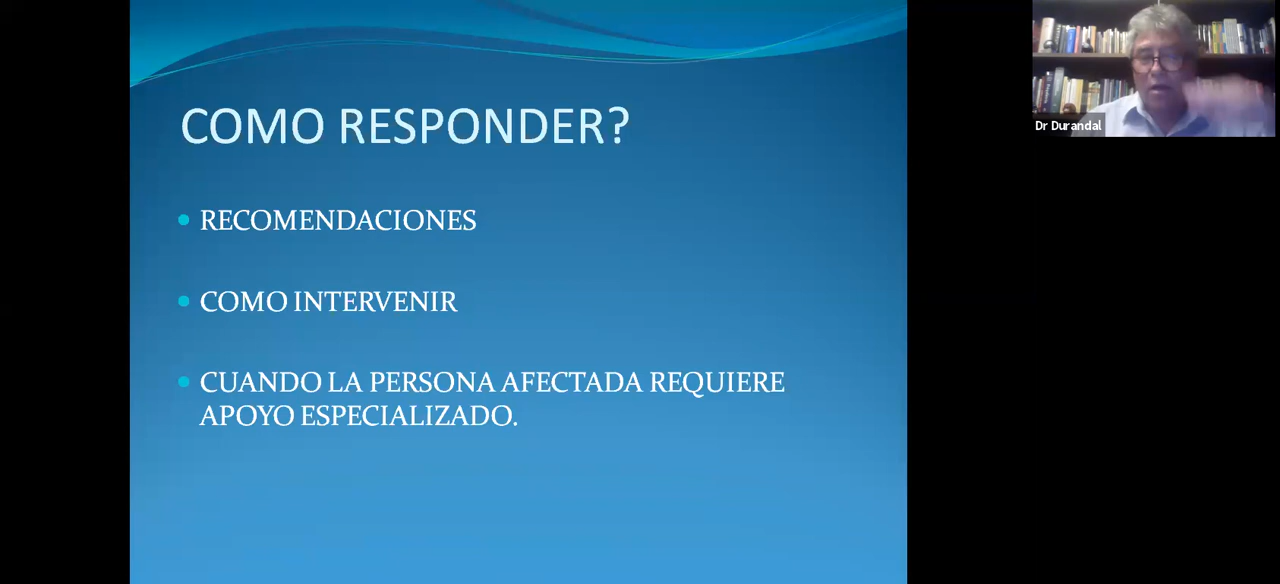 COMO RESPONDER?
RECOMENDACIONES
COMO INTERVENIR
CUANDO LA PERSONA AFECTADA REQUIERE
APOYO ESPECIALIZADO.
Dr Durandal